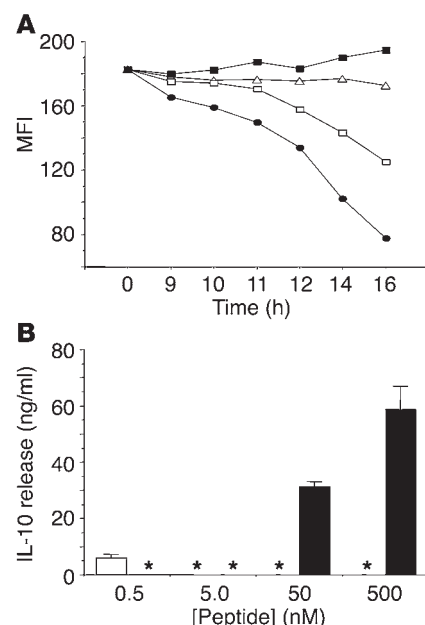 A
200
160
120
80
MFI
0 9 10 11 12 14 16
Time (h)
B
80
60
40
20
0
IL-10 release (ng/ml)
* * * * *
0.5 5.0 50 500
[Peptide] (nM)